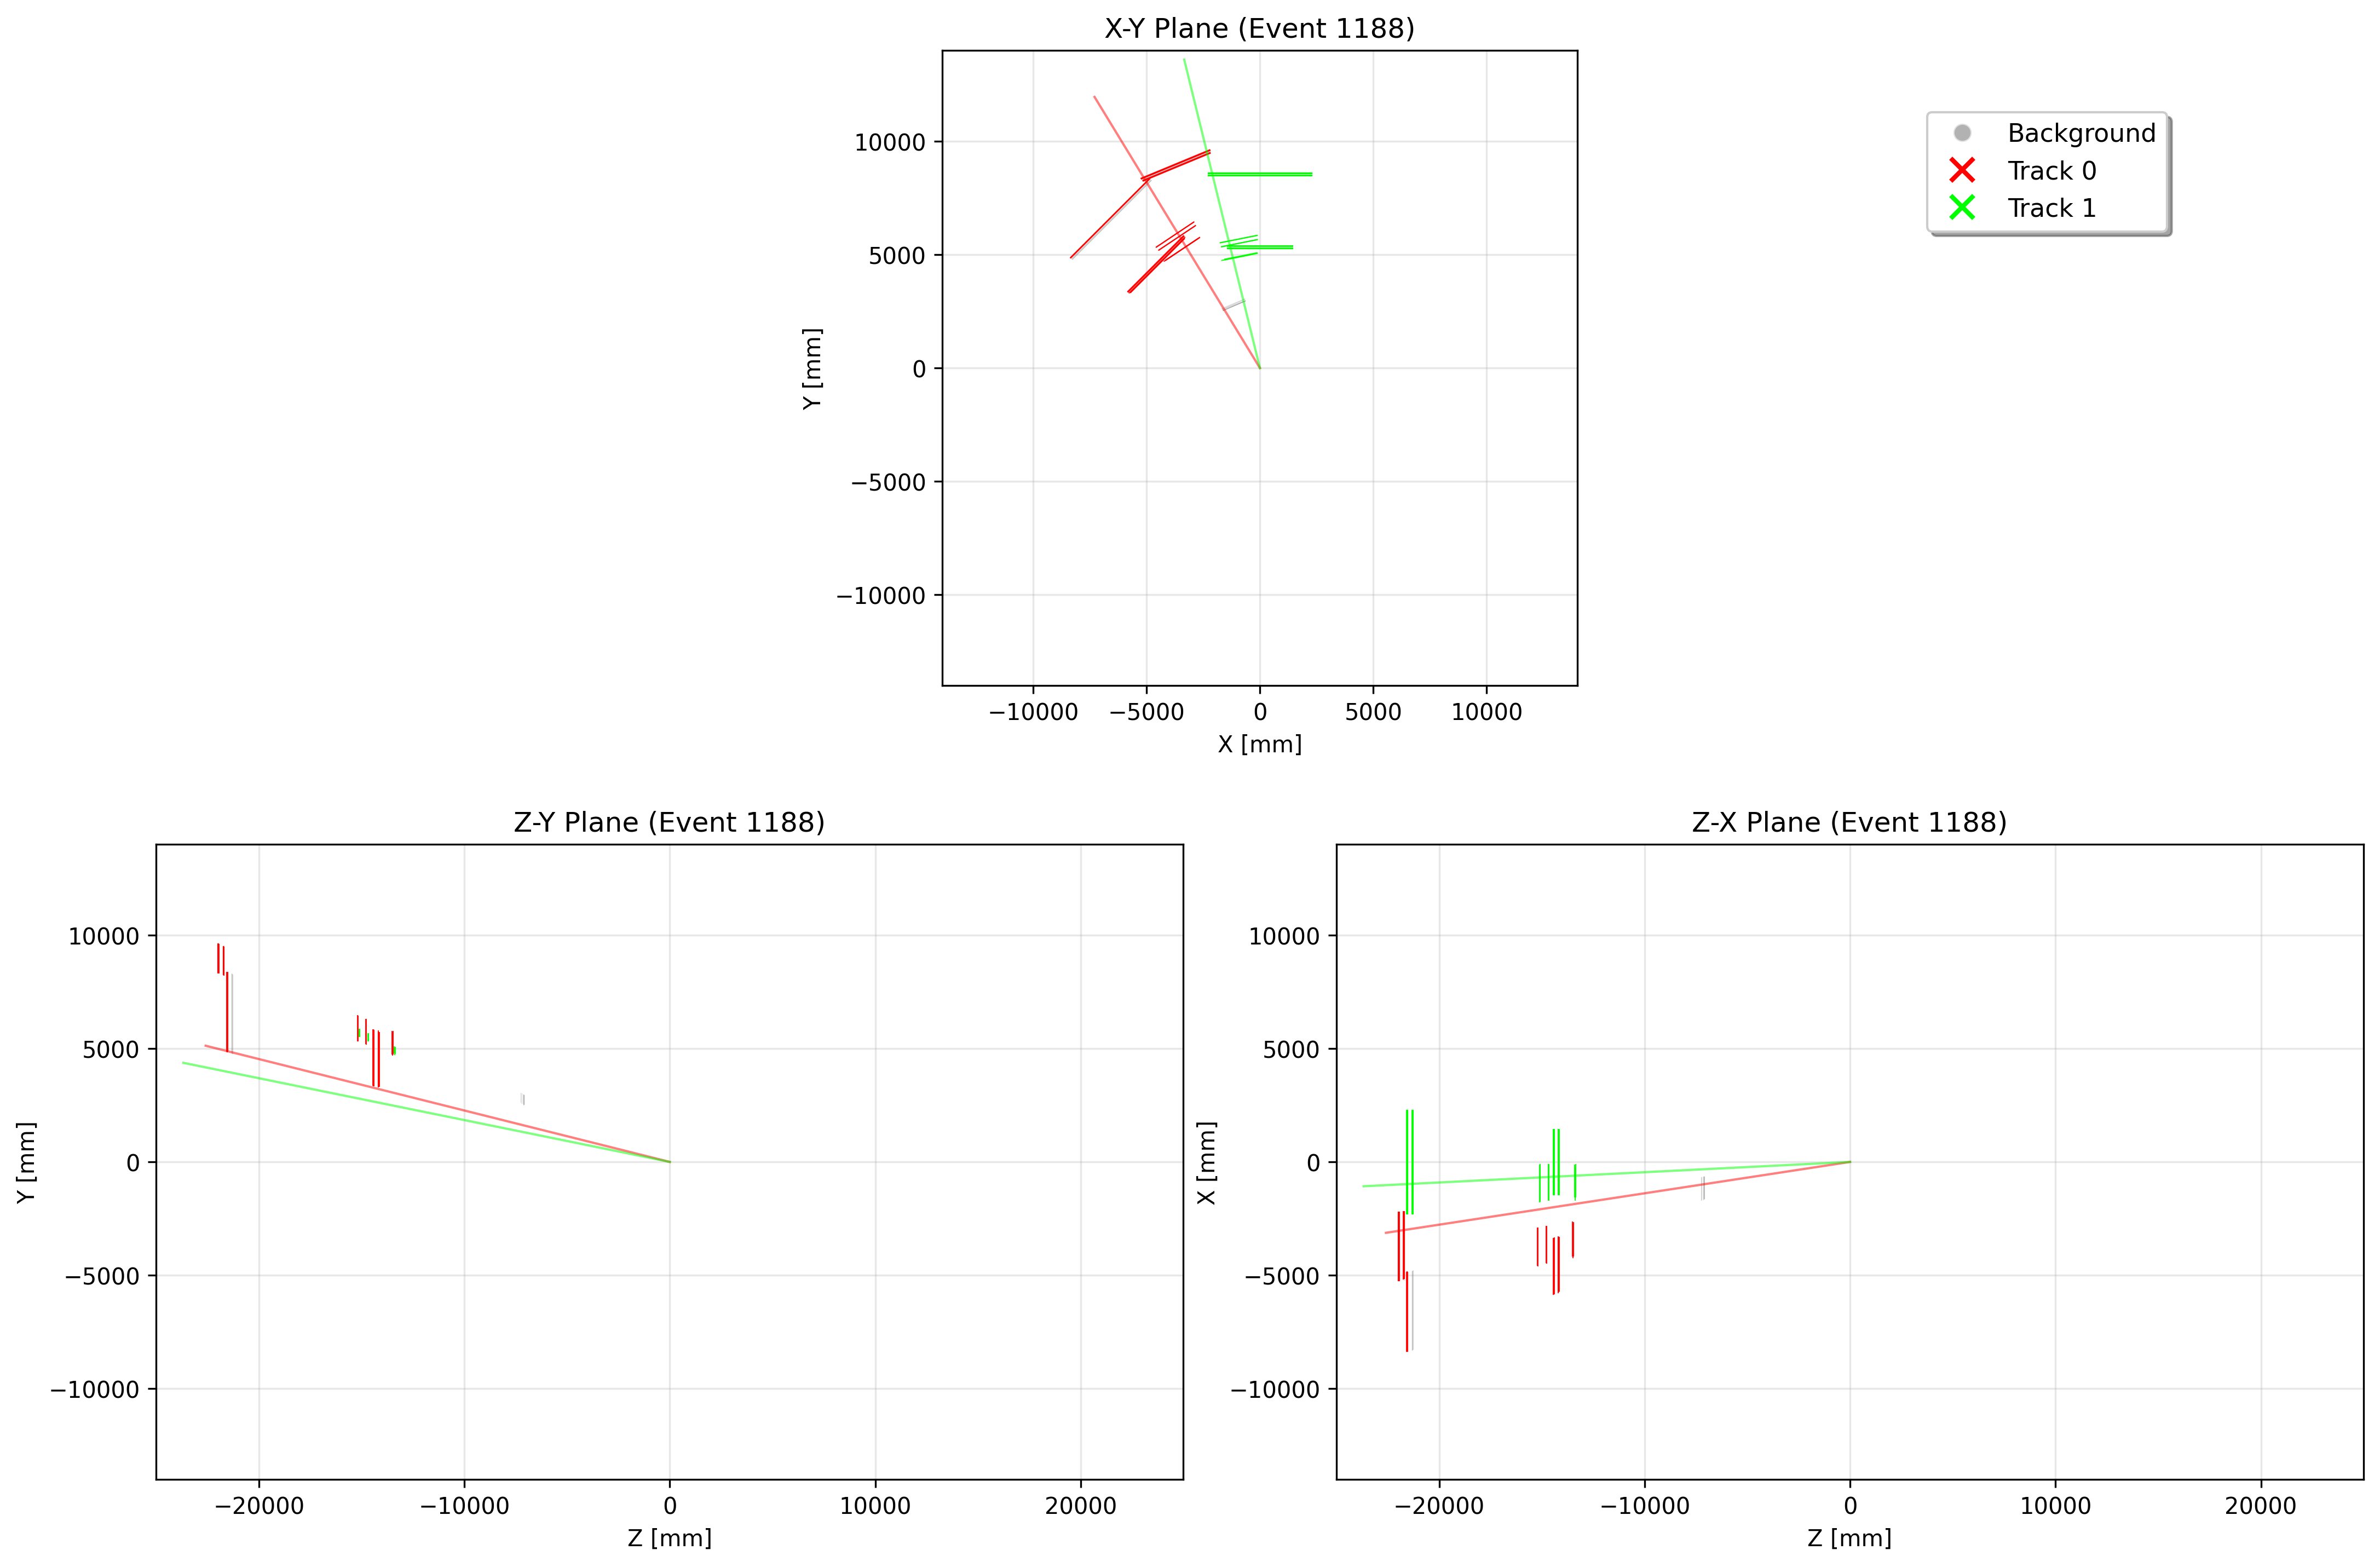 X-Y Plane (Event 1188)
Y [mm]
10000
5000
0
−5000
−10000
−10000 −5000 0 5000 10000
X [mm]
Background
Track 0
Track 1
Z-Y Plane (Event 1188)
Y [mm]
10000
5000
0
−5000
−10000
−20000 −10000 0 10000 20000
Z [mm]
Z-X Plane (Event 1188)
X [mm]
10000
5000
0
−5000
−10000
−20000 −10000 0 10000 20000
Z [mm]